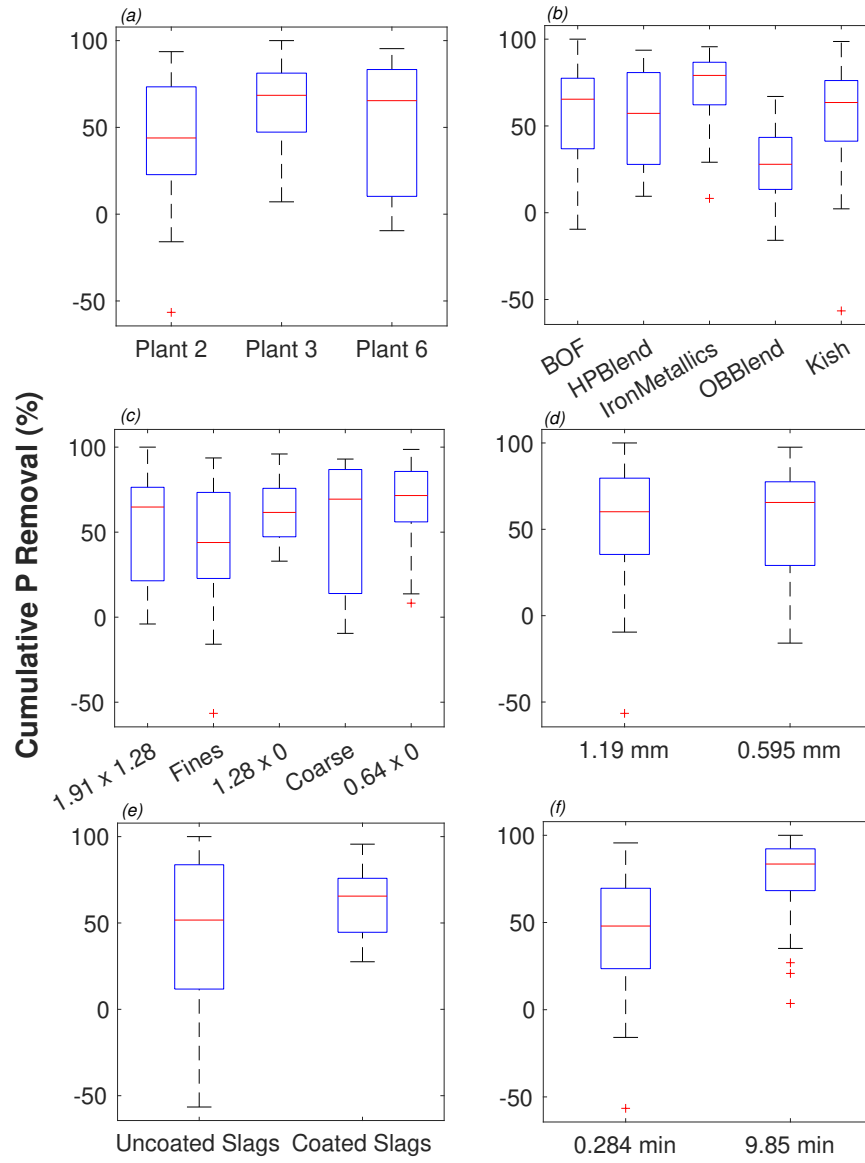 Cumulative P Removal (%)
(a)
100
50
0
-50
Plant 2 Plant 3 Plant 6
(b)
100
50
0
-50
BOF HPBlend IronMetallics OBBlend Kish
(c)
100
50
0
-50
1.91 x 1.28 Fines 1.28 x 0 Coarse 0.64 x 0
(d)
100
50
0
-50
1.19 mm 0.595 mm
(e)
100
50
0
-50
Uncoated Slags Coated Slags
(f)
100
50
0
-50
0.284 min 9.85 min